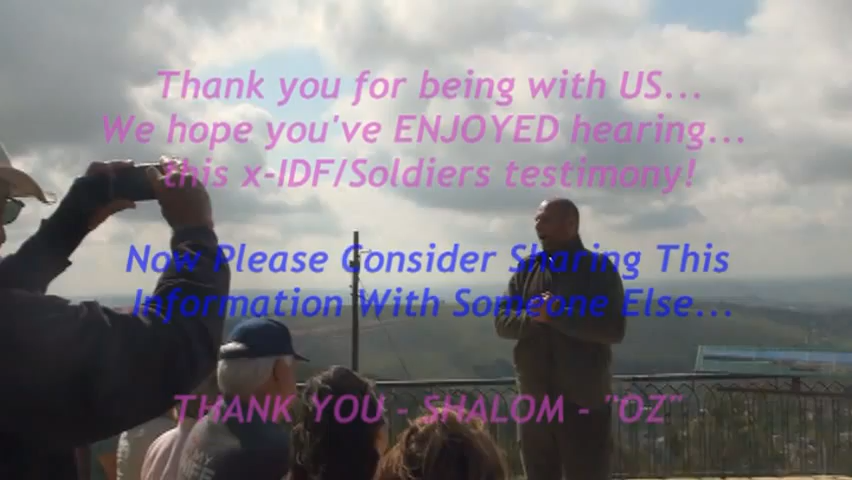 Thank you for being with US...
We hope you've ENJOYED hearing...
this x-IDF/Soldiers testimony!
Now Please Consider Sharing This
Information With Someone Else...
THANK YOU - SHALOM - "OZ"